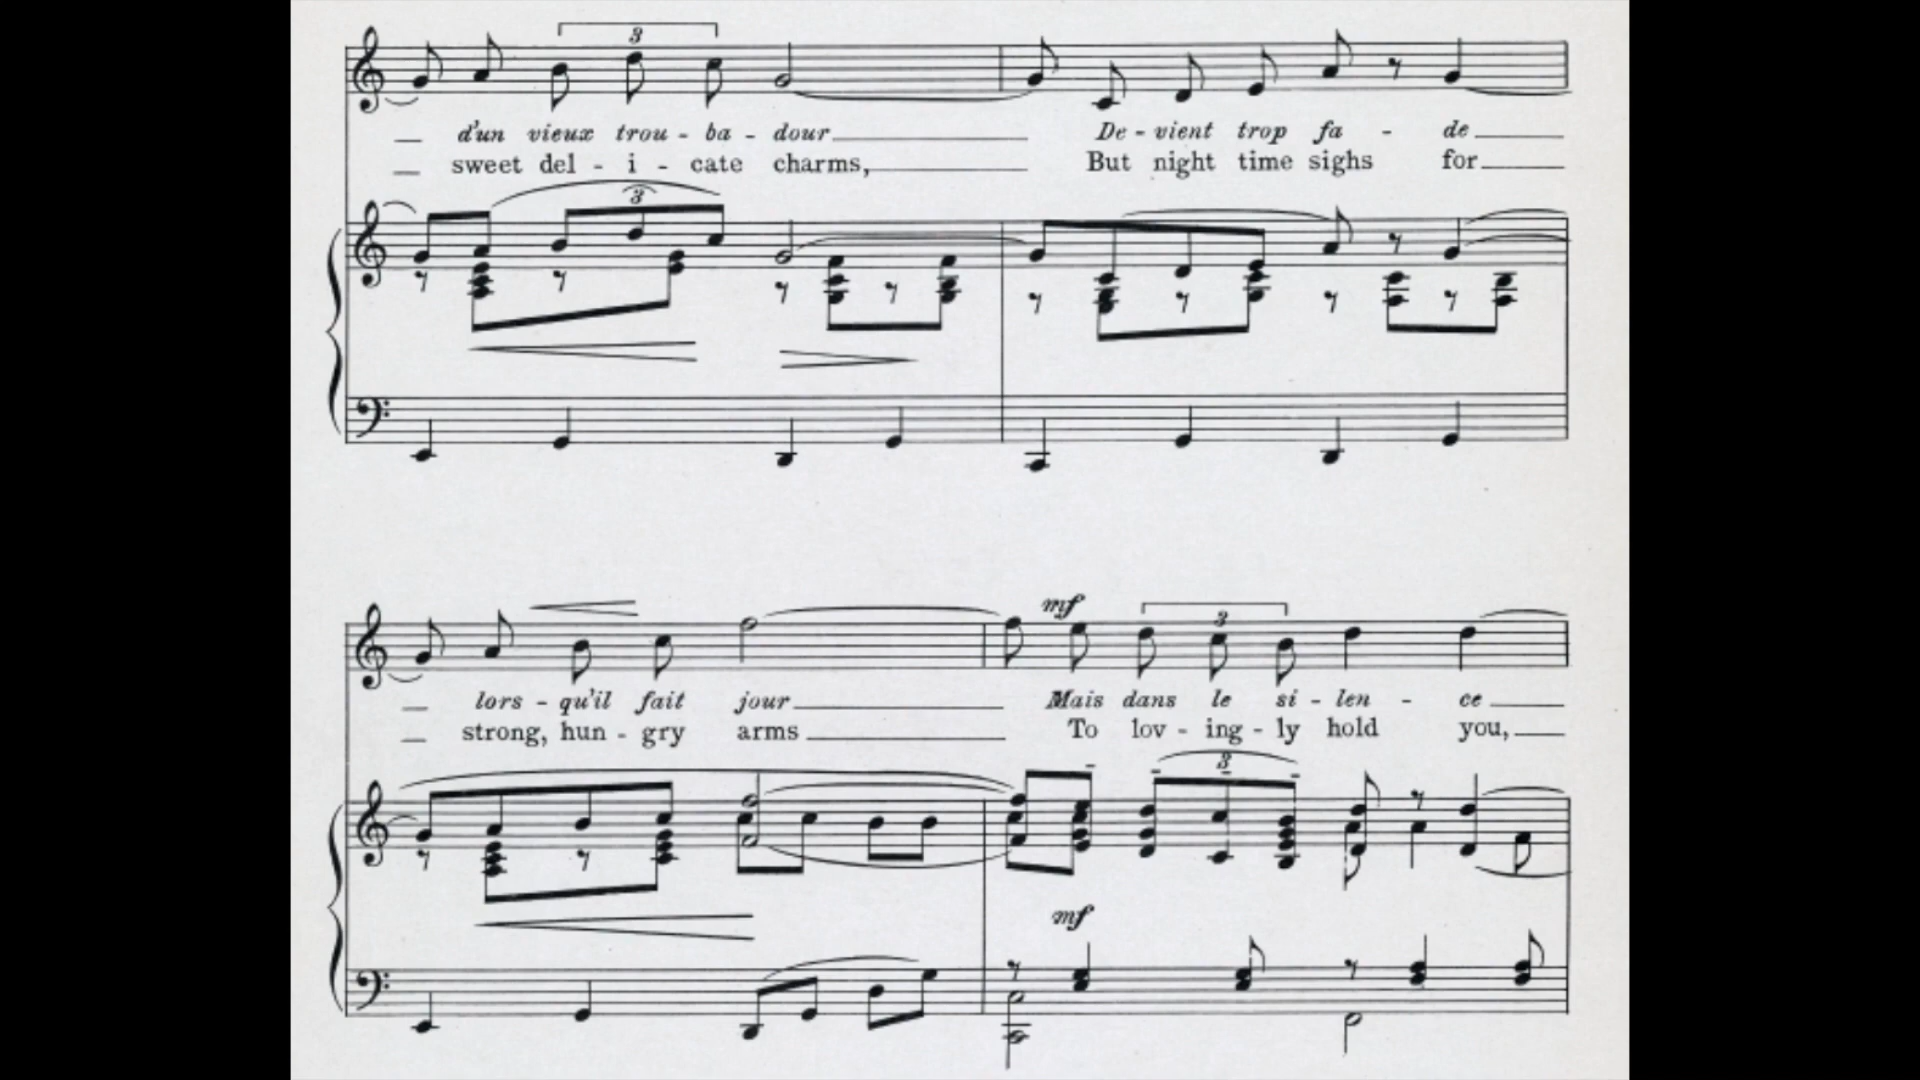 3
d'un vieux trou - ba - dour De - vient trop fa - de
sweet del - i - cate charms, But night time sighs for
3
mf
3
lors - qu'il fait jour Mais dans le si - len - ce
strong, hun - gry arms To lov - ing - ly hold you,
3
mf